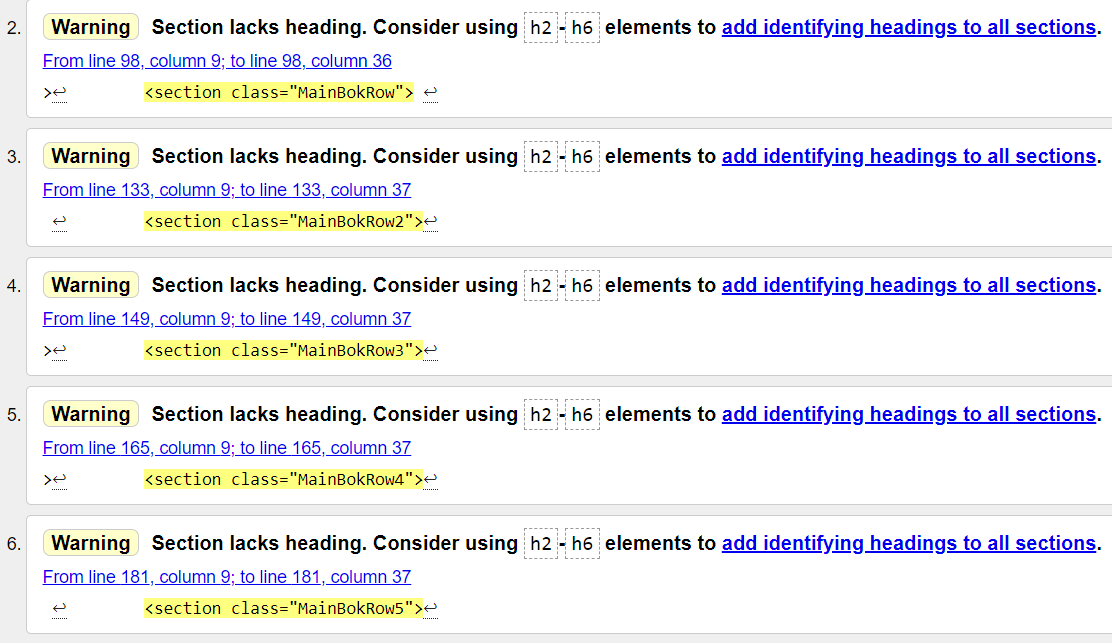 2. Warning Section lacks heading. Consider using h2-h6 elements to add identifying headings to all sections.
From line 98, column 9; to line 98, column 36
>↩ <section class="MainBokRow"> ↩
3. Warning Section lacks heading. Consider using h2-h6 elements to add identifying headings to all sections.
From line 133, column 9; to line 133, column 37
↩ <section class="MainBokRow2">↩
4. Warning Section lacks heading. Consider using h2-h6 elements to add identifying headings to all sections.
From line 149, column 9; to line 149, column 37
>↩ <section class="MainBokRow3">↩
5. Warning Section lacks heading. Consider using h2-h6 elements to add identifying headings to all sections.
From line 165, column 9; to line 165, column 37
>↩ <section class="MainBokRow4">↩
6. Warning Section lacks heading. Consider using h2-h6 elements to add identifying headings to all sections.
From line 181, column 9; to line 181, column 37
↩ <section class="MainBokRow5">↩